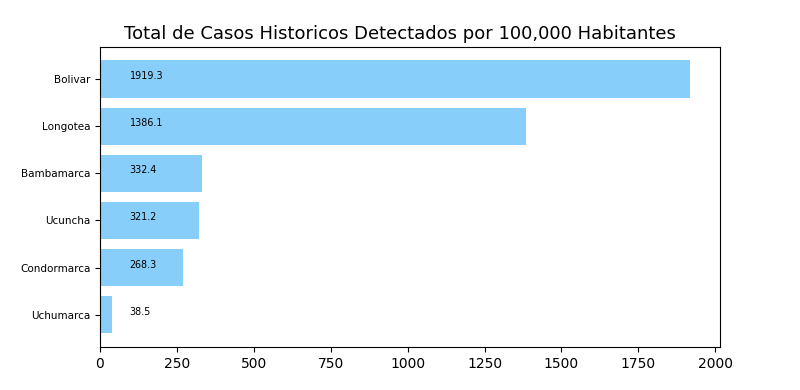 Total de Casos Historicos Detectados por 100,000 Habitantes
Bolivar 1919.3
Longotea 1386.1
Bambamarca 332.4
Ucuncha 321.2
Condormarca 268.3
Uchumarca 38.5
0 250 500 750 1000 1250 1500 1750 2000